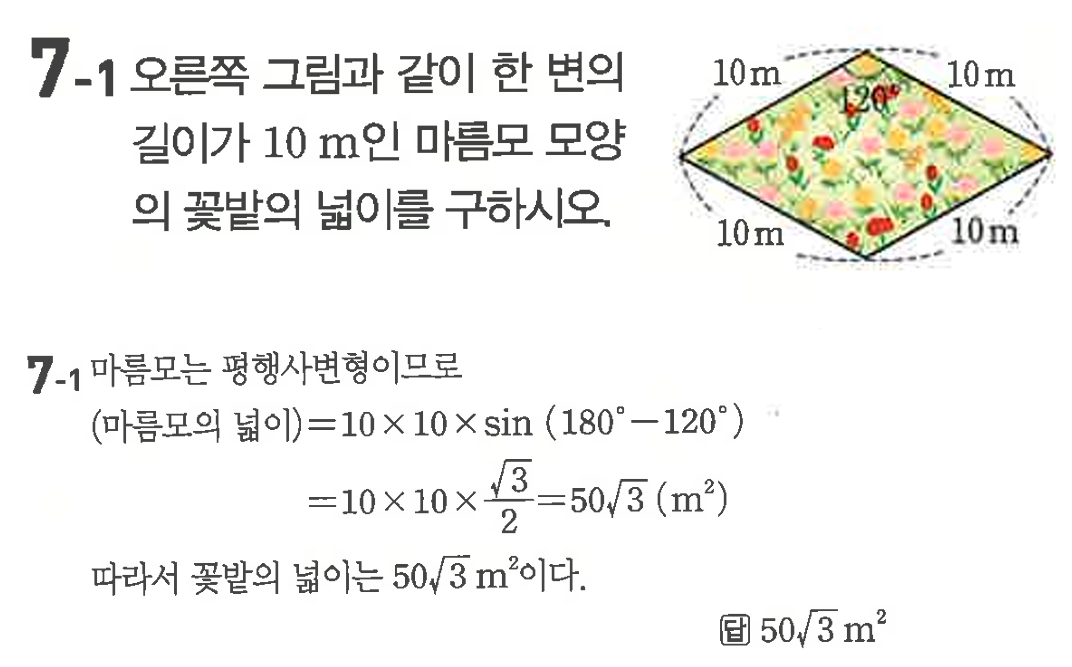 7-1 오른쪽 그림과 같이 한 변의
길이가 10 m인 마름모 모양
의 꽃밭의 넓이를 구하시오.
10 m
10 m
120°
10 m
10 m
7-1 마름모는 평행사변형이므로
(마름모의 넓이)=10×10×sin (180°-120°)
=10×10×√3/2=50√3 (m²)
따라서 꽃밭의 넓이는 50√3 m²이다.
답 50√3 m²